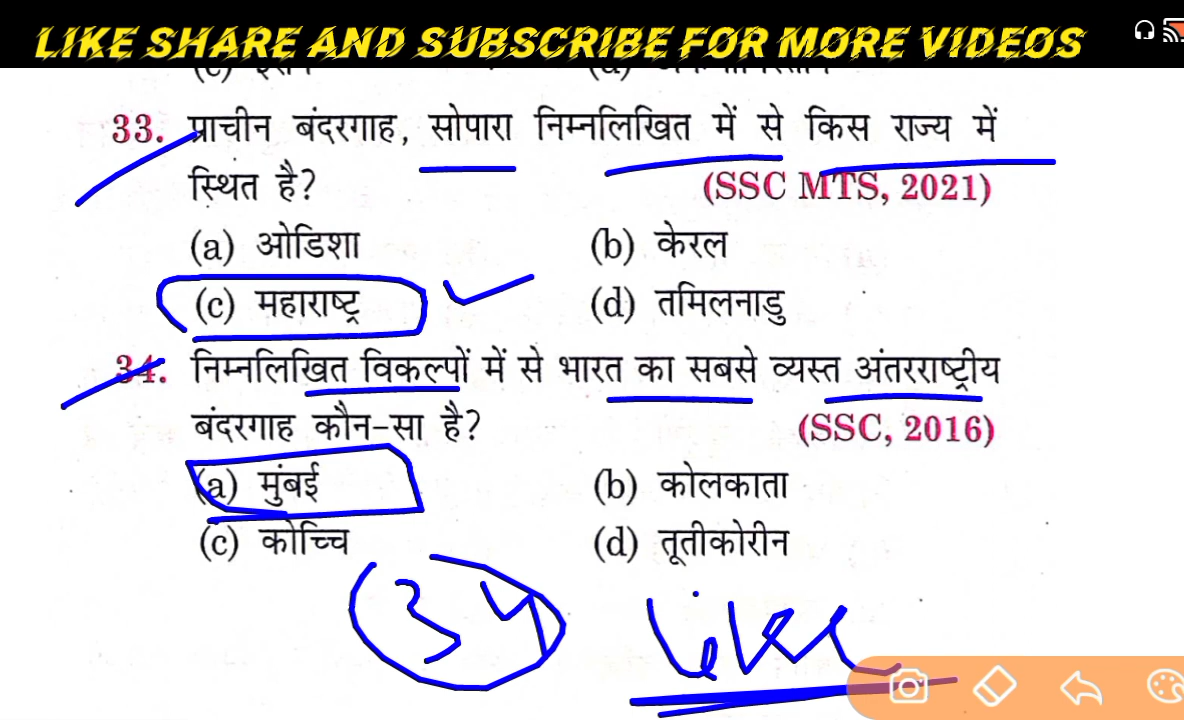 LIKE SHARE AND SUBSCRIBE FOR MORE VIDEOS
33. प्राचीन बंदरगाह, सोपारा निम्नलिखित में से किस राज्य में
स्थित है? (SSC MTS, 2021)
(a) ओडिशा (b) केरल
(c) महाराष्ट्र (d) तमिलनाडु
34. निम्नलिखित विकल्पों में से भारत का सबसे व्यस्त अंतरराष्ट्रीय
बंदरगाह कौन-सा है? (SSC, 2016)
(a) मुंबई (b) कोलकाता
(c) कोच्चि (d) तूतीकोरीन
34